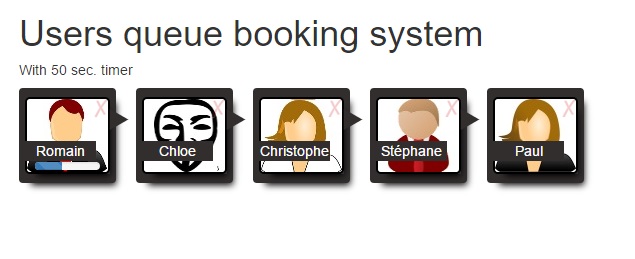 Users queue booking system
With 50 sec. timer
X X X X X
Romain Chloe Christophe Stéphane Paul